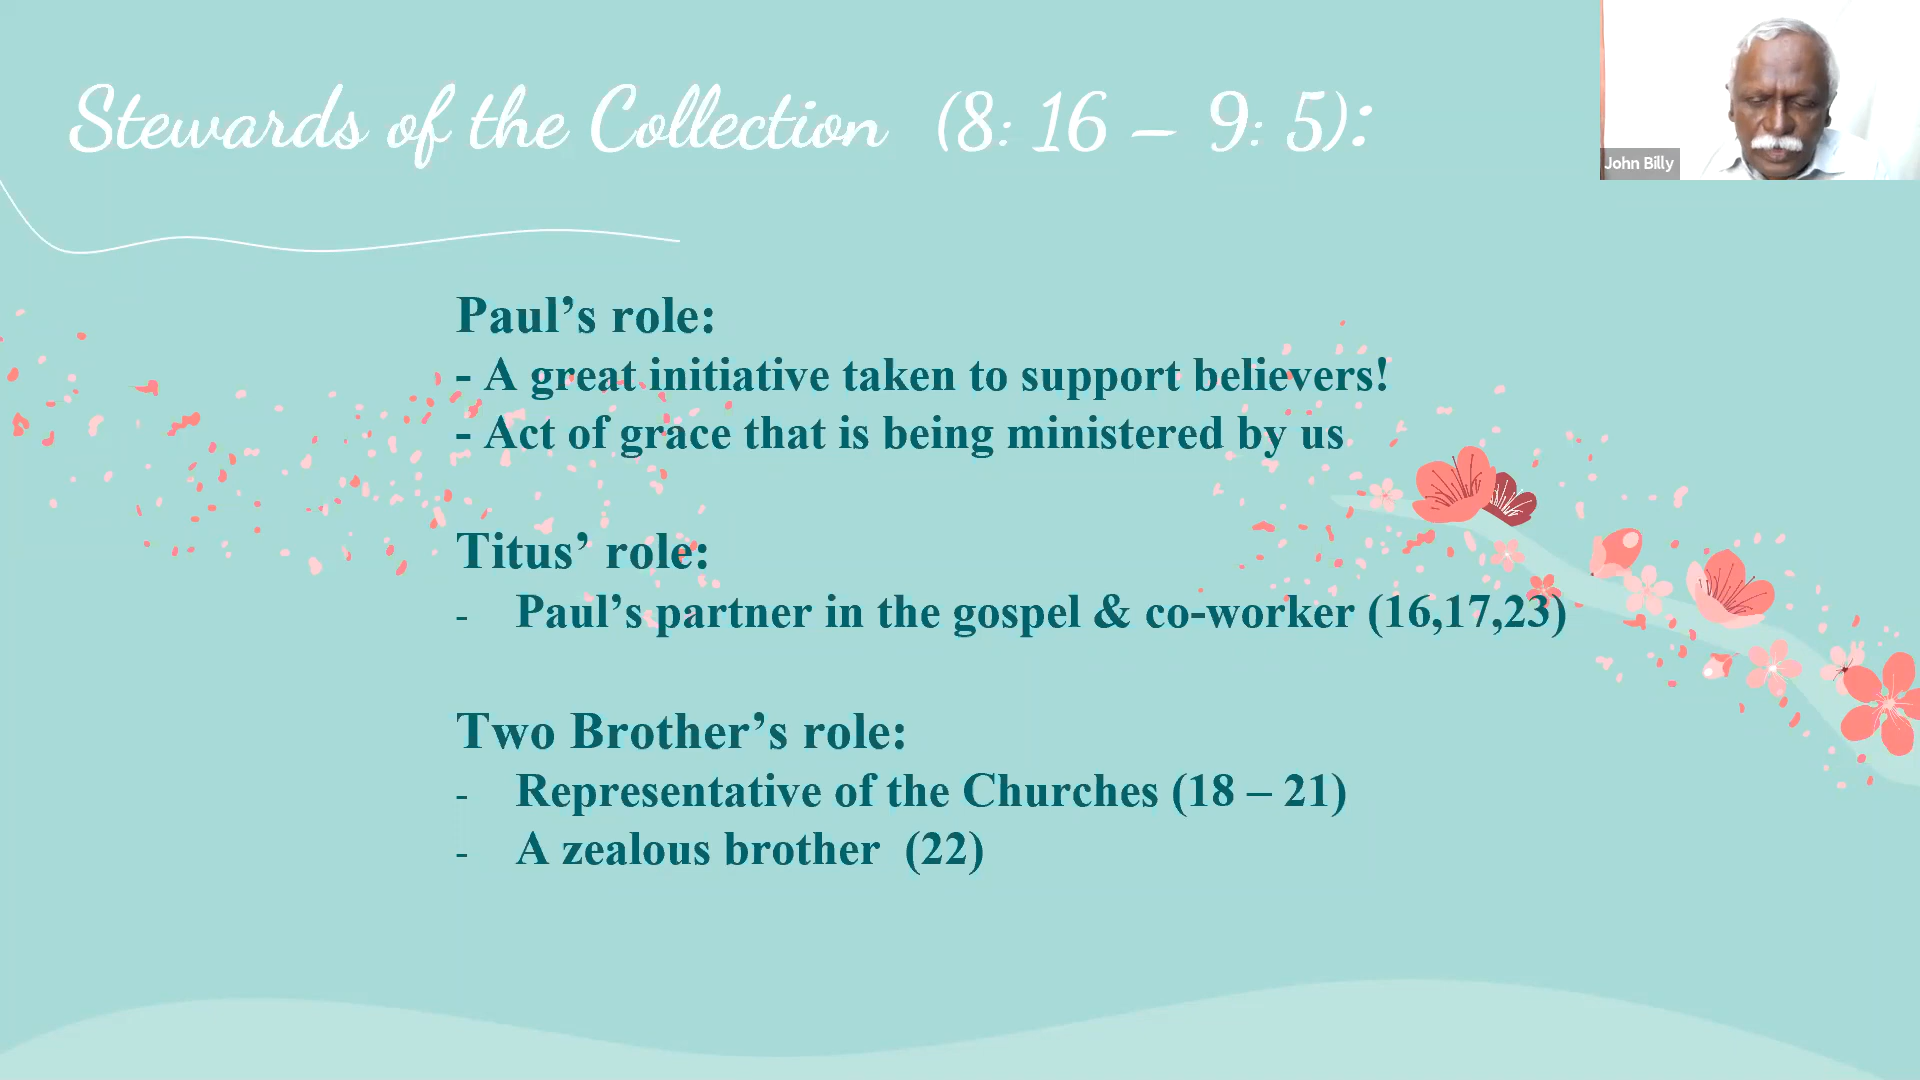 Stewards of the Collection (8: 16 – 9: 5):
John Billy
Paul’s role:
- A great initiative taken to support believers!
- Act of grace that is being ministered by us
Titus’ role:
- Paul’s partner in the gospel & co-worker (16,17,23)
Two Brother’s role:
- Representative of the Churches (18 – 21)
- A zealous brother (22)